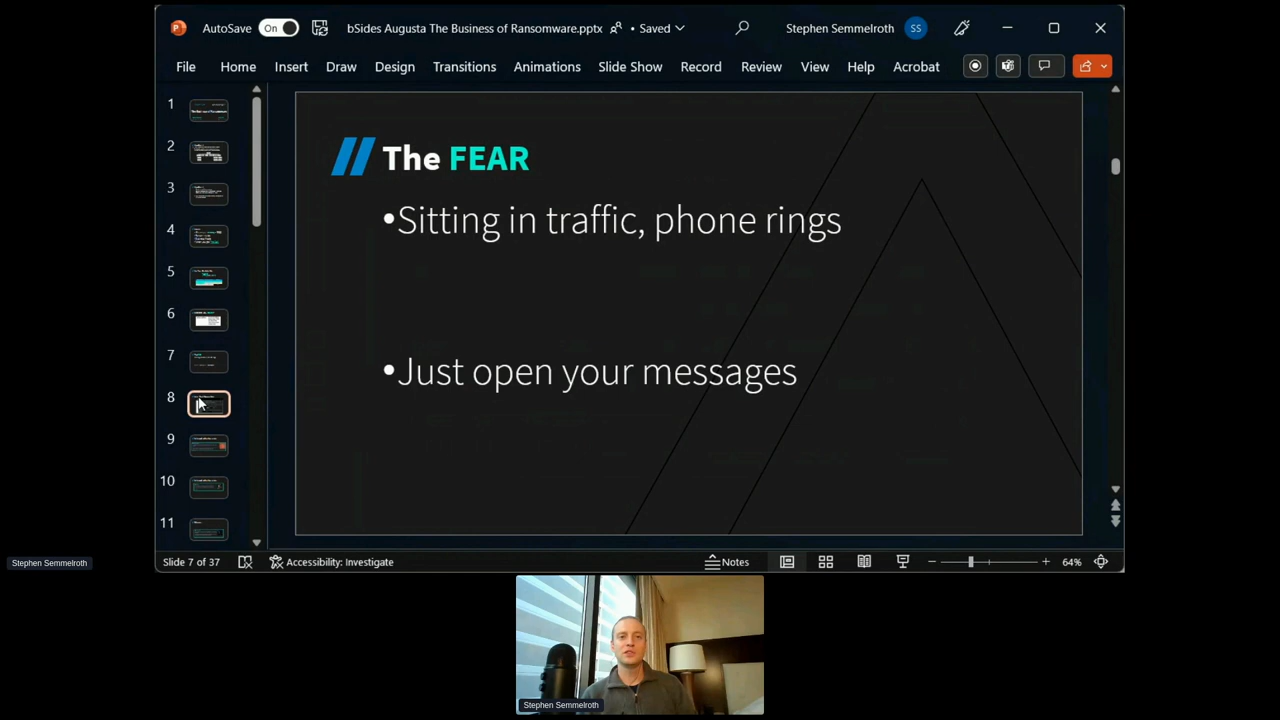 AutoSave
On
bSides Augusta The Business of Ransomware.pptx
• Saved
Stephen Semmelroth
SS
File
Home
Insert
Draw
Design
Transitions
Animations
Slide Show
Record
Review
View
Help
Acrobat
1
2
3
4
5
6
7
8
9
10
11
The FEAR
•Sitting in traffic, phone rings
•Just open your messages
Slide 7 of 37
Accessibility: Investigate
Notes
64%
Stephen Semmelroth
Stephen Semmelroth